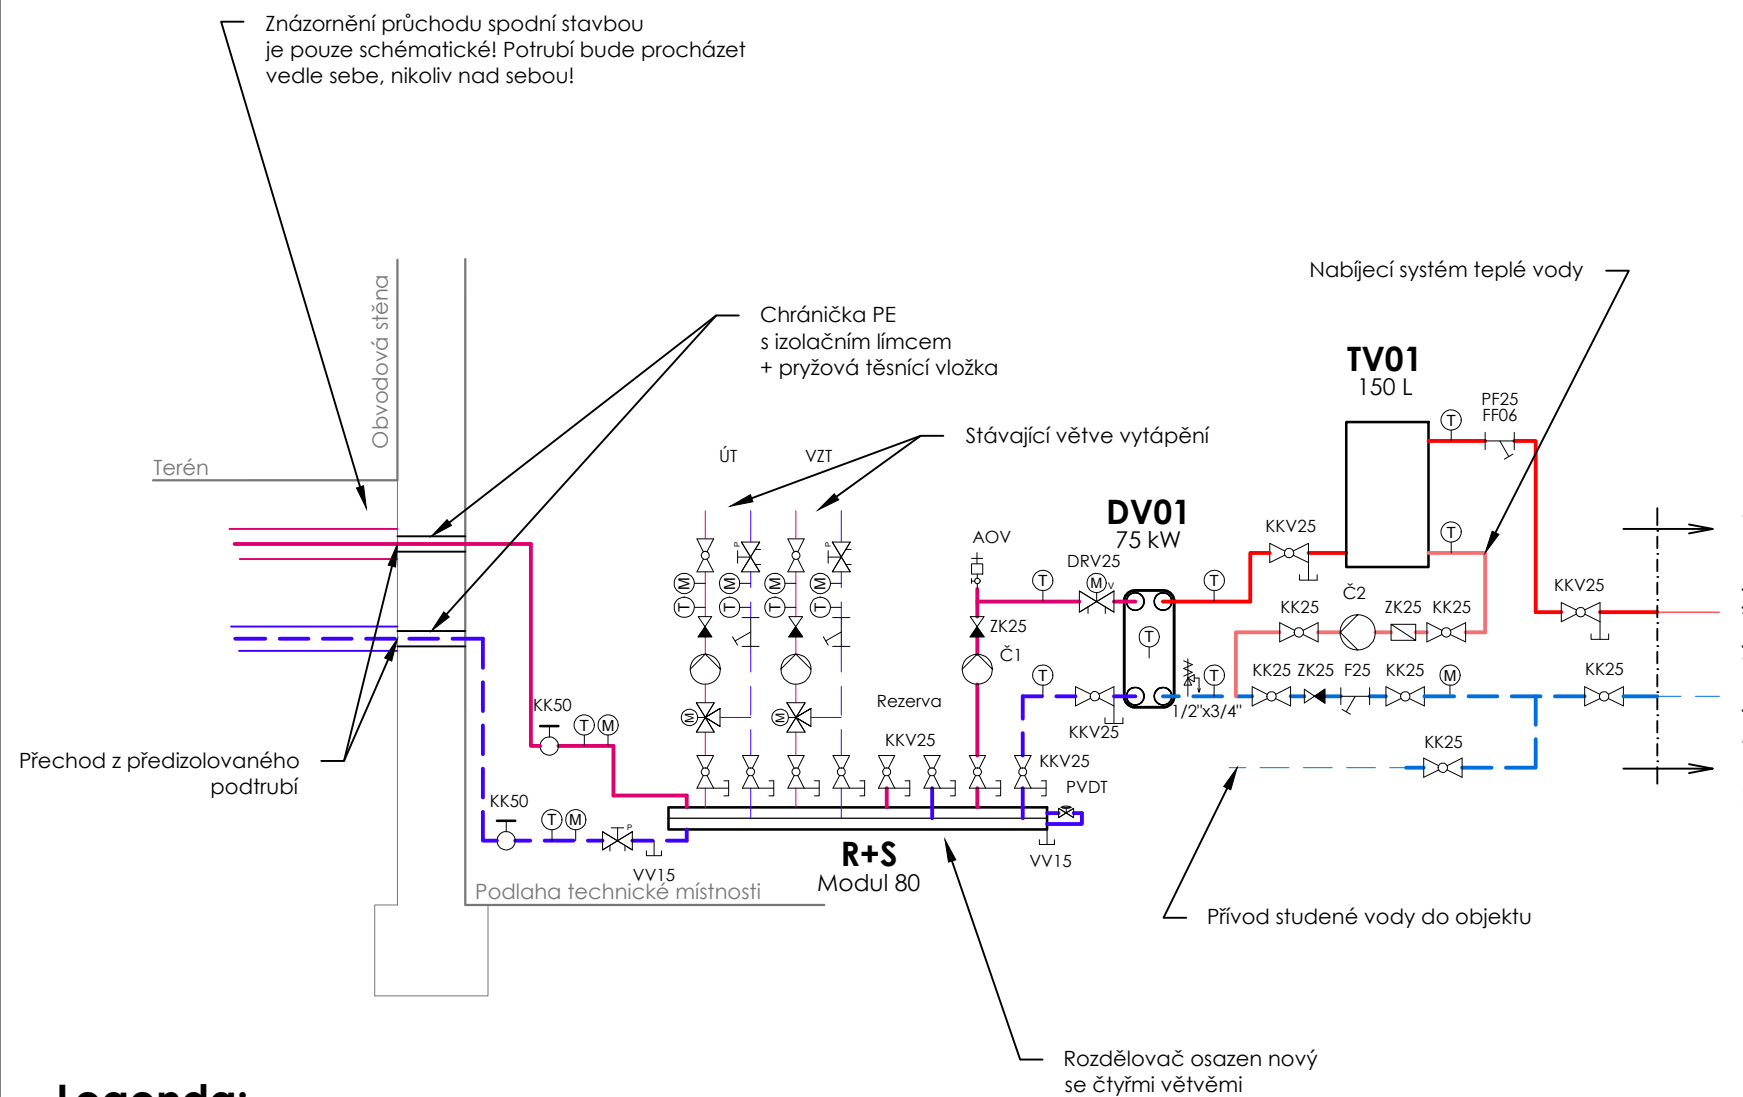 Znázornění průchodu spodní stavbou
je pouze schématické! Potrubí bude procházet
vedle sebe, nikoliv nad sebou!
Obvodová stěna
Terén
Chránička PE
s izolačním límcem
+ pryžová těsnící vložka
Nabíjecí systém teplé vody
TV01
150 L
PF25
FF06
Stávající větve vytápění
ÚT
VZT
AOV
DV01
75 kW
DRV25
KKV25
KKV25
T
T
T
T
M
V
Č2
KK25
ZK25
KK25
ZK25
Č1
P
P
M
M
M
M
T
T
T
T
T
T
T
M
KK25
ZK25
F25
KK25
KK25
1/2"x3/4"
M
M
Rezerva
KKV25
KKV25
KKV25
KK25
PVDT
KK50
T
M
Přechod z předizolovaného
podtrubí
KK50
T
M
P
VV15
VV15
R+S
Modul 80
Podlaha technické místnosti
Přívod studené vody do objektu
Rozdělovač osazen nový
se čtyřmi větvěmi
Legenda: